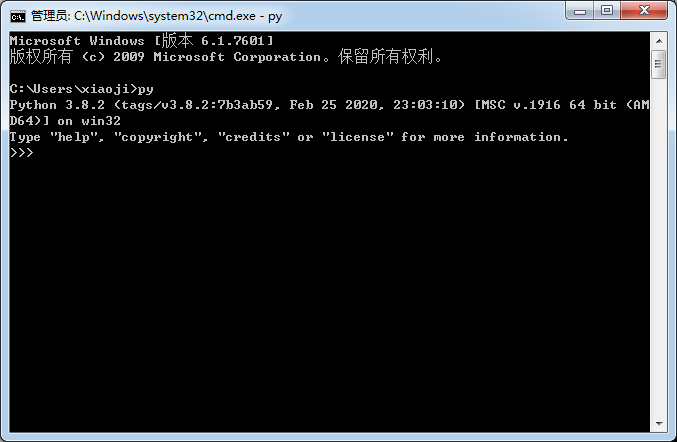 管理员: C:\Windows\system32\cmd.exe - py
Microsoft Windows [版本 6.1.7601]
版权所有 (c) 2009 Microsoft Corporation。保留所有权利。
C:\Users\xiaoji>py
Python 3.8.2 (tags/v3.8.2:7b3ab59, Feb 25 2020, 23:03:10) [MSC v.1916 64 bit (AM
D64)] on win32
Type "help", "copyright", "credits" or "license" for more information.
>>>